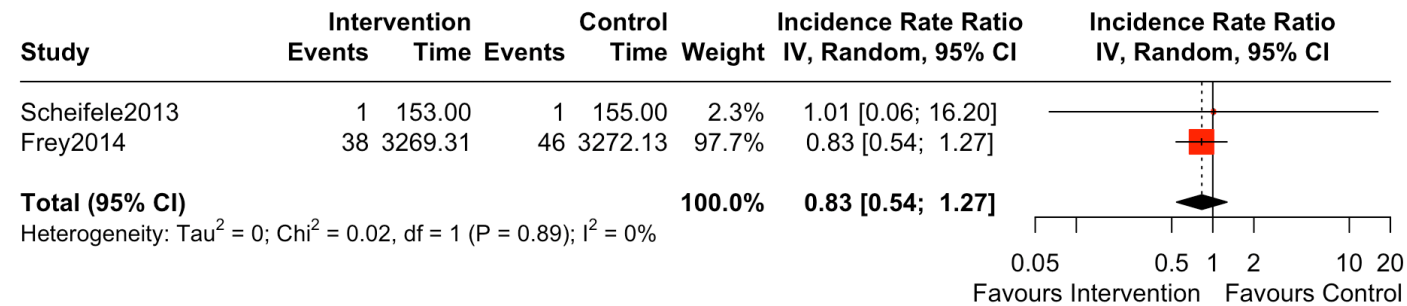 Intervention Control Incidence Rate Ratio Incidence Rate Ratio
Study Events Time Events Time Weight IV, Random, 95% CI IV, Random, 95% CI
Scheifele2013 1 153.00 1 155.00 2.3% 1.01 [0.06; 16.20]
Frey2014 38 3269.31 46 3272.13 97.7% 0.83 [0.54; 1.27]
Total (95% CI) 100.0% 0.83 [0.54; 1.27]
Heterogeneity: Tau² = 0; Chi² = 0.02, df = 1 (P = 0.89); I² = 0%
0.05 0.5 1 2 10 20
Favours Intervention Favours Control